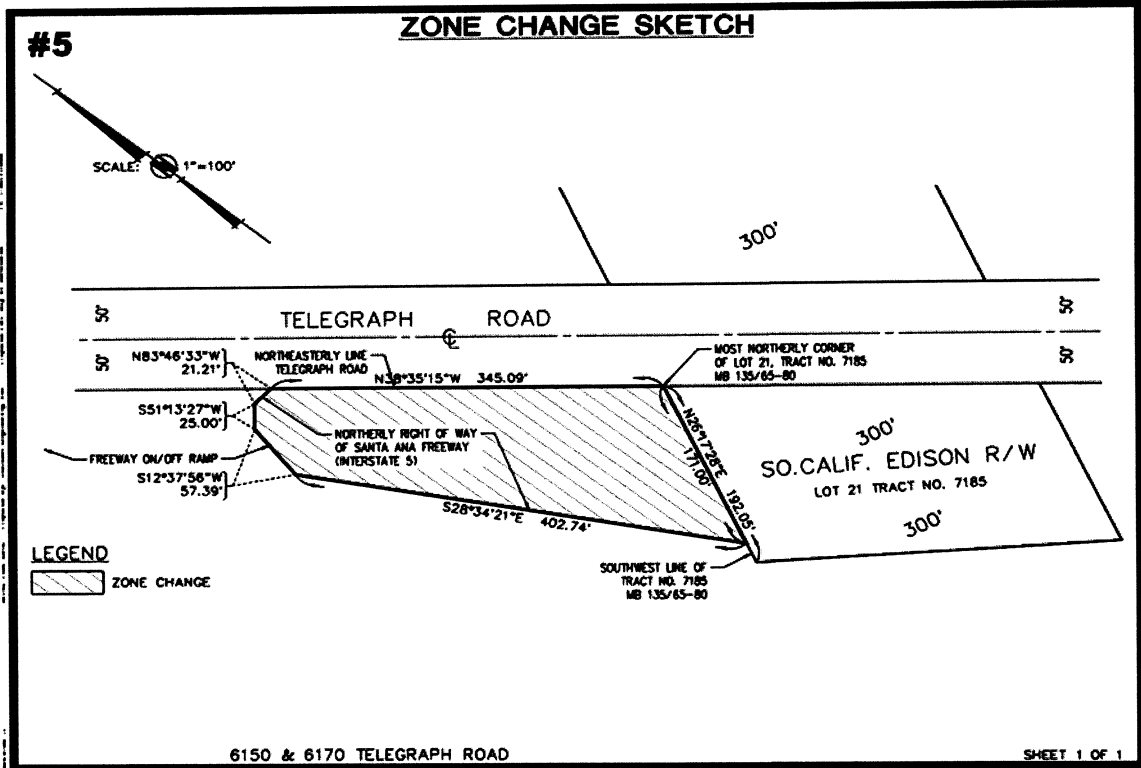 ZONE CHANGE SKETCH
#5
SCALE: 1"=100'
300'
50'
50'
TELEGRAPH ROAD
50'
50'
N83°46'33"W
21.21'
NORTHEASTERLY LINE
TELEGRAPH ROAD
N38°35'15"W 345.09'
MOST NORTHERLY CORNER
OF LOT 21, TRACT NO. 7185
MB 135/65-80
S51°13'27"W
25.00'
NORTHERLY RIGHT OF WAY
OF SANTA ANA FREEWAY
(INTERSTATE 5)
FREEWAY ON/OFF RAMP
S12°37'56"W
57.39'
N26°17'28"E 192.05'
171.00'
300'
SO.CALIF. EDISON R/W
LOT 21 TRACT NO. 7185
300'
S28°34'21"E 402.74'
SOUTHWEST LINE OF
TRACT NO. 7185
MB 135/65-80
LEGEND
ZONE CHANGE
6150 & 6170 TELEGRAPH ROAD
SHEET 1 OF 1